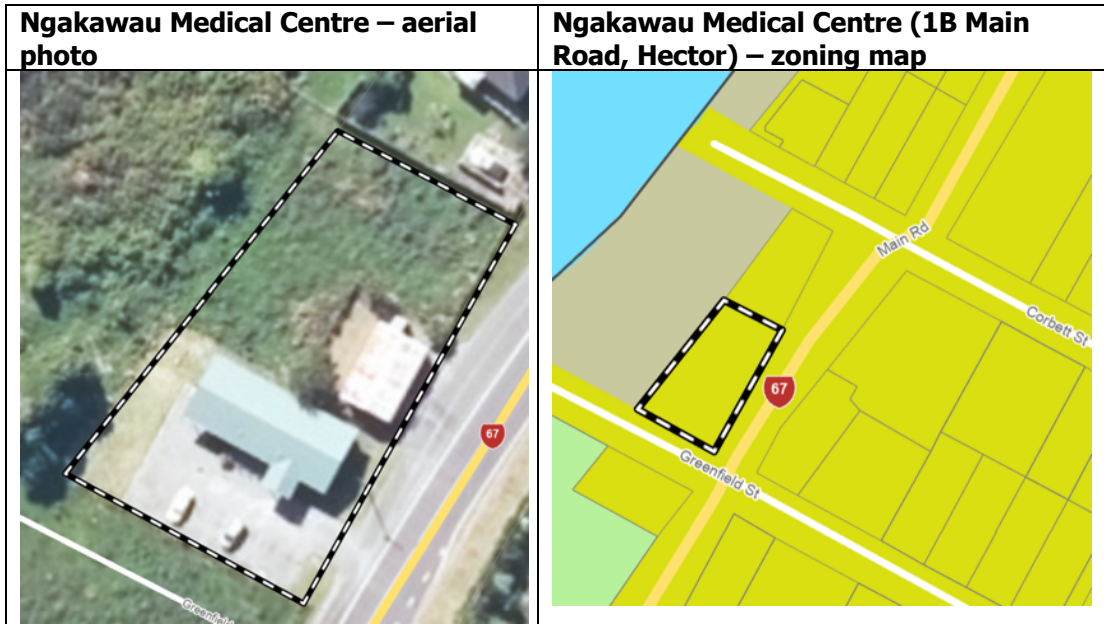 Ngakawau Medical Centre – aerial
photo
Ngakawau Medical Centre (1B Main
Road, Hector) – zoning map
67
Main Rd
Corbett St
67
Greenfield St